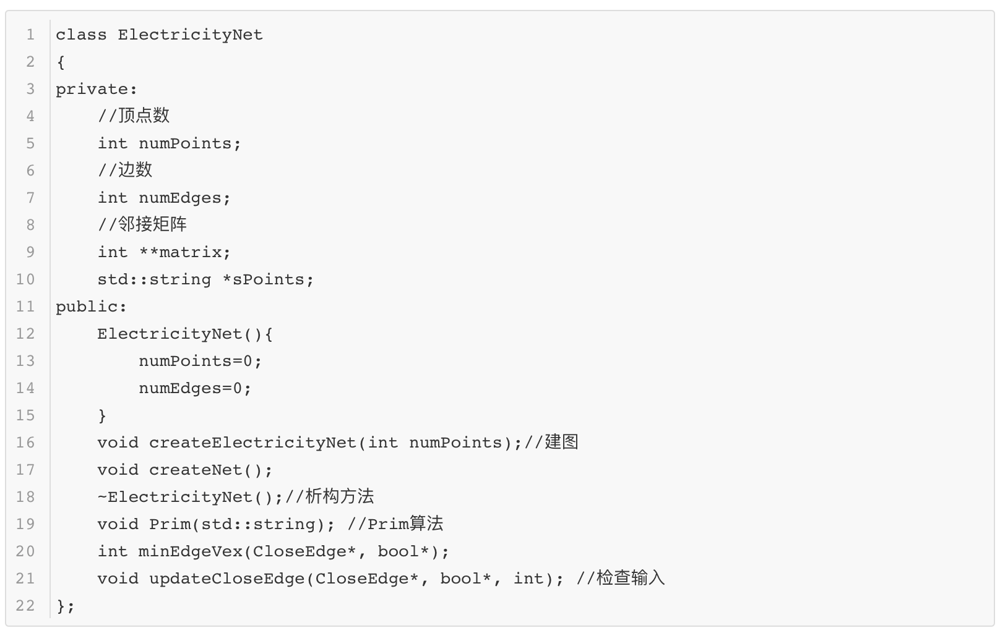 1 class ElectricityNet
2 {
3 private:
4     //顶点数
5     int numPoints;
6     //边数
7     int numEdges;
8     //邻接矩阵
9     int **matrix;
10     std::string *sPoints;
11 public:
12     ElectricityNet(){
13         numPoints=0;
14         numEdges=0;
15     }
16     void createElectricityNet(int numPoints);//建图
17     void createNet();
18     ~ElectricityNet();//析构方法
19     void Prim(std::string); //Prim算法
20     int minEdgeVex(CloseEdge*, bool*);
21     void updateCloseEdge(CloseEdge*, bool*, int); //检查输入
22 };